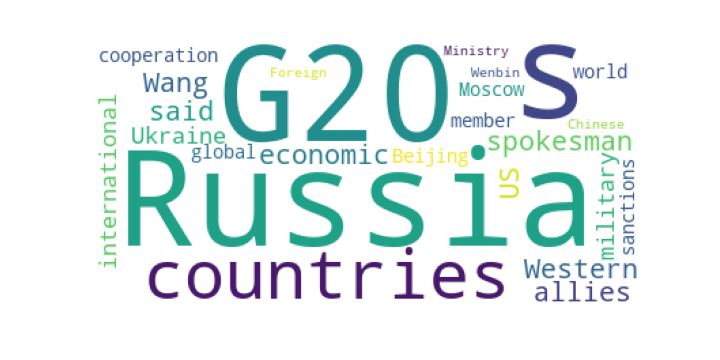 cooperation
G20
Ministry
S
Wang
Foreign
Wenbin
world
said
Moscow
international
Ukraine
member
Chinese
global
economic
Beijing
spokesman
Russia
US
military
sanctions
countries
Western
allies